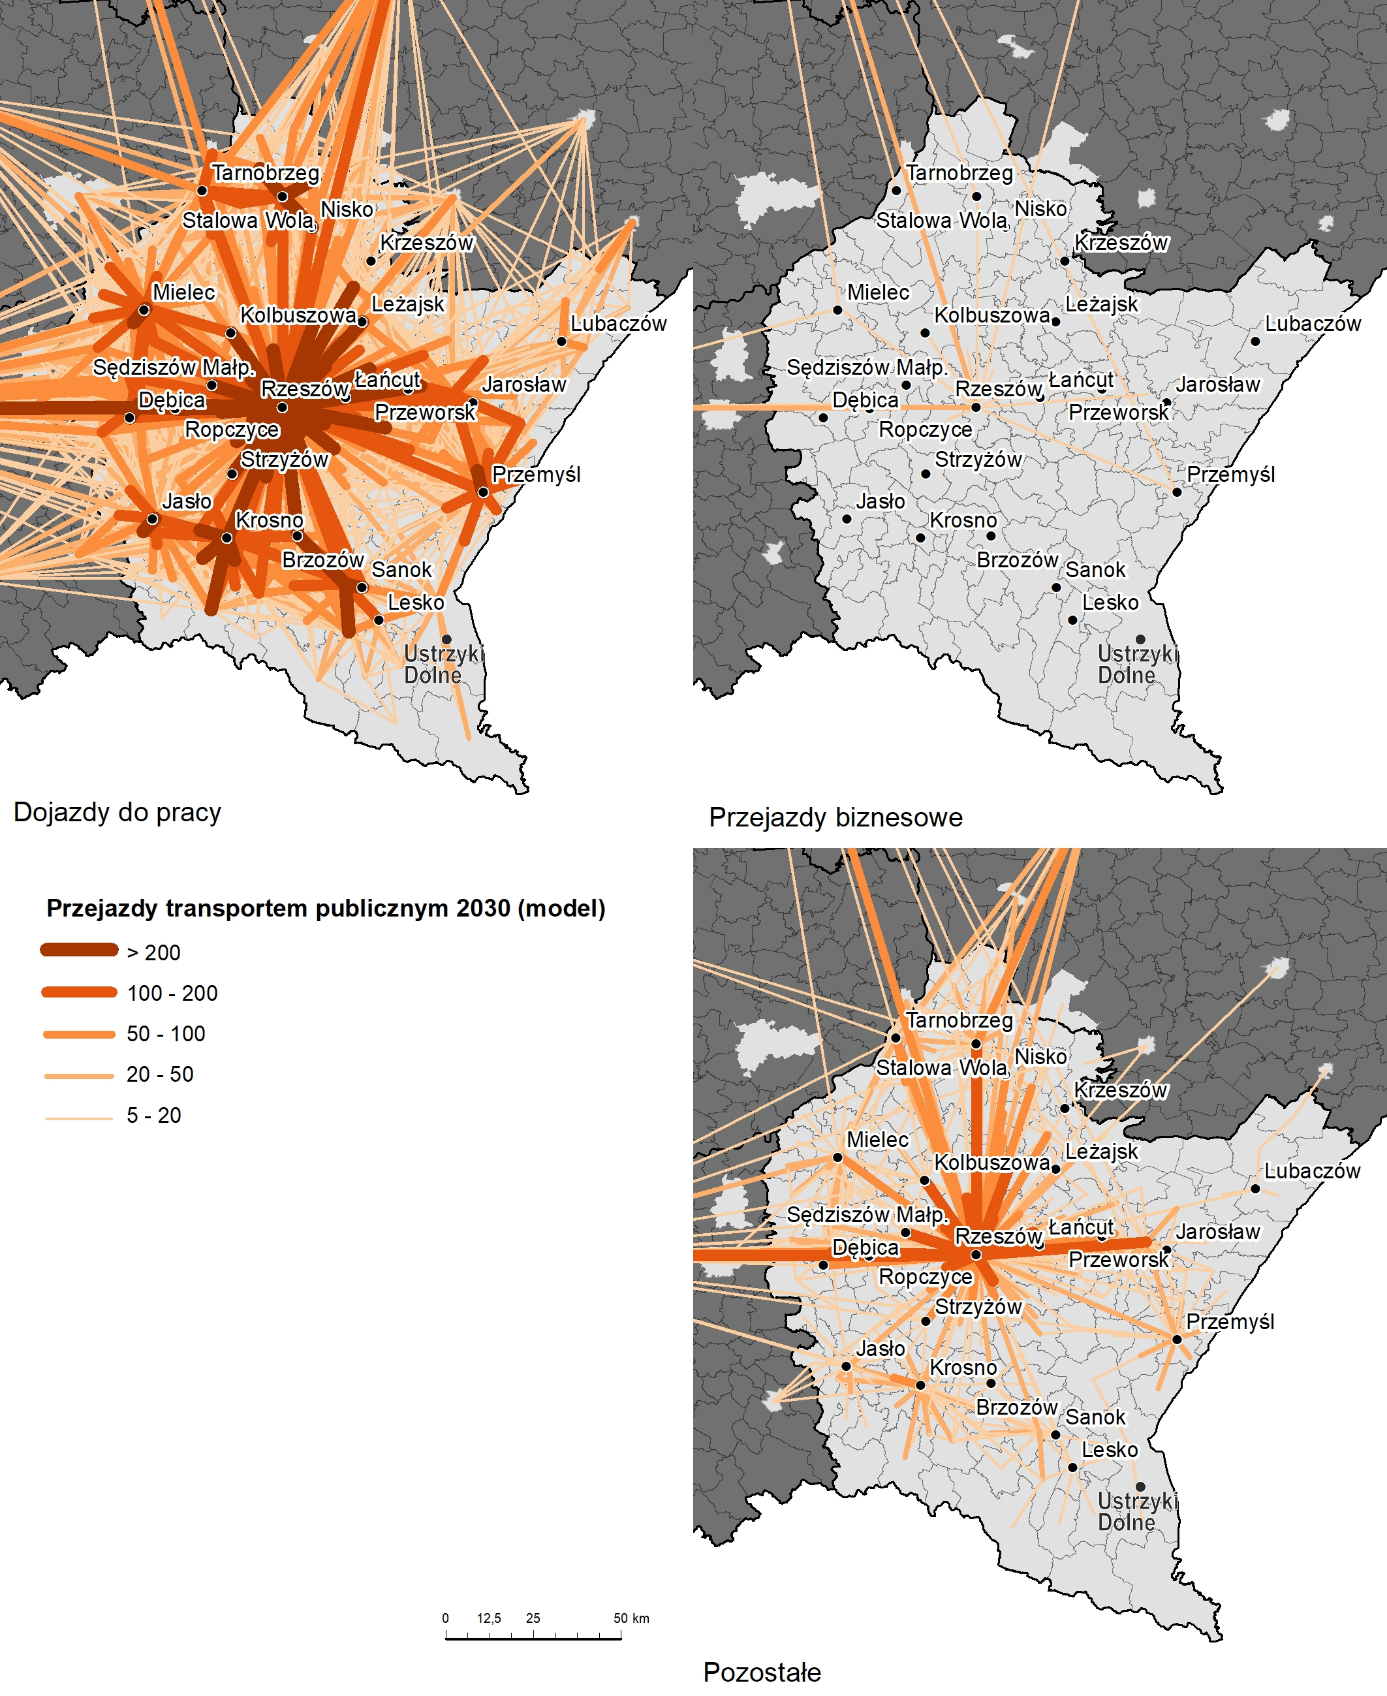 Tarnobrzeg
Stalowa Wola
Nisko
Krzeszów
Mielec
Kolbuszowa
Leżajsk
Lubaczów
Sędziszów Małp.
Rzeszów
Łańcut
Jarosław
Dębica
Przeworsk
Ropczyce
Strzyżów
Przemyśl
Jasło
Krosno
Brzozów
Sanok
Lesko
Ustrzyki
Dolne
Dojazdy do pracy
Tarnobrzeg
Stalowa Wola
Nisko
Krzeszów
Mielec
Kolbuszowa
Leżajsk
Lubaczów
Sędziszów Małp.
Rzeszów
Łańcut
Jarosław
Dębica
Przeworsk
Ropczyce
Strzyżów
Przemyśl
Jasło
Krosno
Brzozów
Sanok
Lesko
Ustrzyki
Dolne
Przejazdy biznesowe
Przejazdy transportem publicznym 2030 (model)
> 200
100 - 200
50 - 100
20 - 50
5 - 20
0 12,5 25 50 km
Tarnobrzeg
Stalowa Wola
Nisko
Krzeszów
Mielec
Kolbuszowa
Leżajsk
Lubaczów
Sędziszów Małp.
Rzeszów
Łańcut
Jarosław
Dębica
Przeworsk
Ropczyce
Strzyżów
Przemyśl
Jasło
Krosno
Brzozów
Sanok
Lesko
Ustrzyki
Dolne
Pozostałe